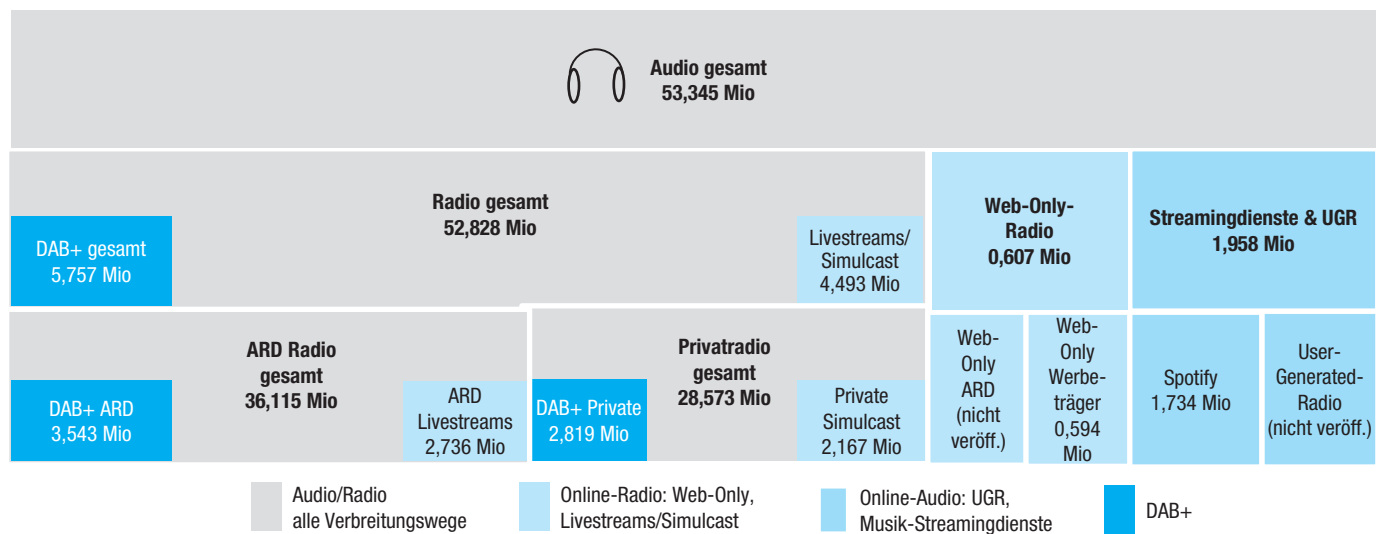 Audio gesamt
53,345 Mio
Radio gesamt
52,828 Mio
DAB+ gesamt
5,757 Mio
Livestreams/
Simulcast
4,493 Mio
Web-Only-
Radio
0,607 Mio
Streamingdienste & UGR
1,958 Mio
ARD Radio
gesamt
36,115 Mio
DAB+ ARD
3,543 Mio
ARD
Livestreams
2,736 Mio
Privatradio
gesamt
28,573 Mio
DAB+ Private
2,819 Mio
Private
Simulcast
2,167 Mio
Web-
Only
ARD
(nicht
veröff.)
Web-
Only
Werbe-
träger
0,594
Mio
Spotify
1,734 Mio
User-
Generated-
Radio
(nicht veröff.)
Audio/Radio
alle Verbreitungswege
Online-Radio: Web-Only,
Livestreams/Simulcast
Online-Audio: UGR,
Musik-Streamingdienste
DAB+